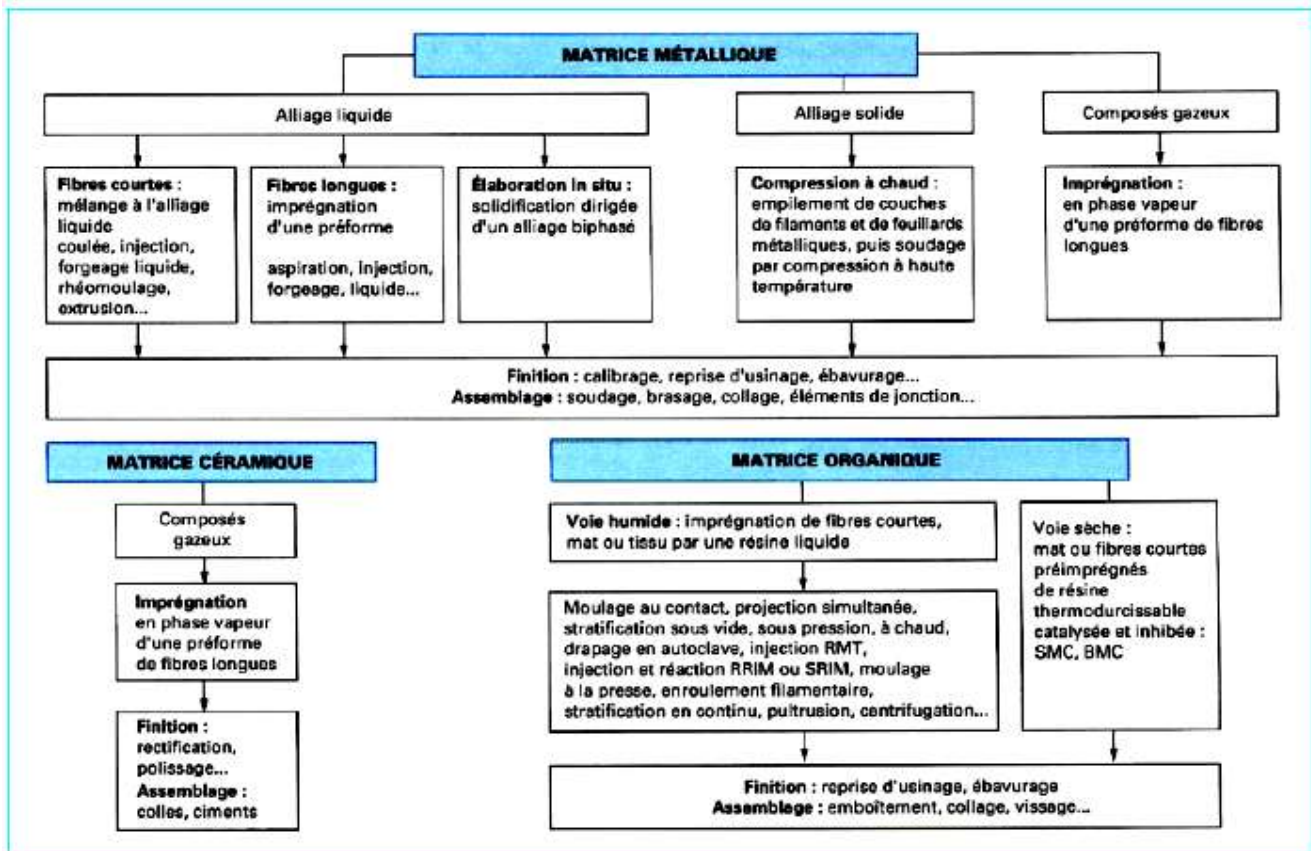 MATRICE MÉTALLIQUE
Alliage liquide
Alliage solide
Composés gazeux
Fibres courtes :
mélange à l'alliage
liquide
coulée, injection,
forgeage liquide,
rhéomoulage,
extrusion...
Fibres longues :
imprégnation
d'une préforme
aspiration, injection,
forgeage, liquide...
Élaboration in situ :
solidification dirigée
d'un alliage biphasé
Compression à chaud :
empilement de couches
de filaments et de feuillards
métalliques, puis soudage
par compression à haute
température
Imprégnation :
en phase vapeur
d'une préforme de fibres
longues
Finition : calibrage, reprise d'usinage, ébavurage...
Assemblage : soudage, brasage, collage, éléments de jonction...
MATRICE CÉRAMIQUE
Composés
gazeux
Imprégnation
en phase vapeur
d'une préforme
de fibres longues
Finition :
rectification,
polissage...
Assemblage :
colles, ciments
MATRICE ORGANIQUE
Voie humide : imprégnation de fibres courtes,
mat ou tissu par une résine liquide
Moulage au contact, projection simultanée,
stratification sous vide, sous pression, à chaud,
drapage en autoclave, injection RMT,
injection et réaction RRIM ou SRIM, moulage
à la presse, enroulement filamentaire,
stratification en continu, pultrusion, centrifugation...
Voie sèche :
mat ou fibres courtes
préimprégnés
de résine
thermodurcissable
catalysée et inhibée :
SMC, BMC
Finition : reprise d'usinage, ébavurage
Assemblage : emboîtement, collage, vissage...